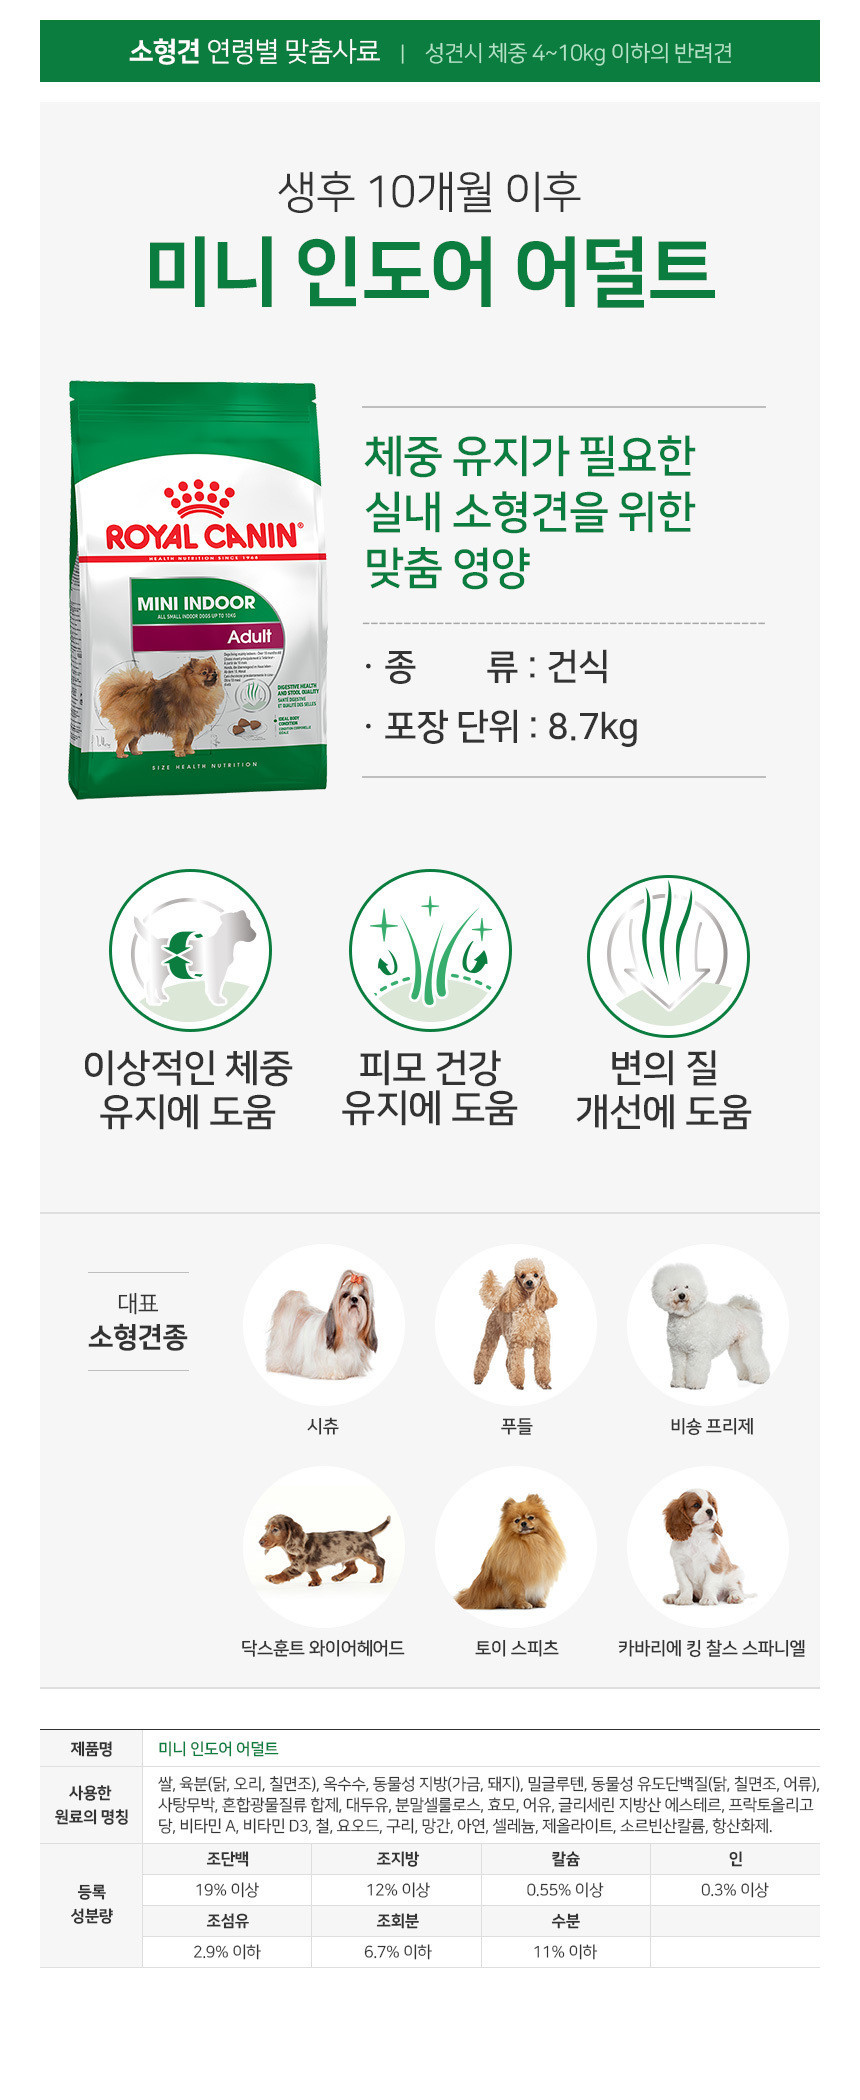 소형견 연령별 맞춤사료 | 성견시 체중 4~10kg 이하의 반려견
생후 10개월 이후
미니 인도어 어덜트
ROYAL CANIN®
HEALTH NUTRITION SINCE 1968
MINI INDOOR
ALL SMALL INDOOR DOGS UP TO 10KG
Adult
DIGESTIVE HEALTH
AND STOOL QUALITY
SANTÉ DIGESTIVE
ET QUALITÉ DES SELLES
IDEAL BODY
CONDITION
SIZE HEALTH NUTRITION
체중 유지가 필요한
실내 소형견을 위한
맞춤 영양
· 종 류 : 건식
· 포장 단위 : 8.7kg
이상적인 체중
유지에 도움
피모 건강
유지에 도움
변의 질
개선에 도움
대표
소형견종
시츄
푸들
비숑 프리제
닥스훈트 와이어헤어드
토이 스피츠
카바리에 킹 찰스 스파니엘
제품명
미니 인도어 어덜트
사용한
원료의 명칭
쌀, 육분(닭, 오리, 칠면조), 옥수수, 동물성 지방(가금, 돼지), 밀글루텐, 동물성 유도단백질(닭, 칠면조, 어류),
사탕무박, 혼합광물질류 합제, 대두유, 분말셀룰로스, 효모, 어유, 글리세린 지방산 에스테르, 프락토올리고
당, 비타민 A, 비타민 D3, 철, 요오드, 구리, 망간, 아연, 셀레늄, 제올라이트, 소르빈산칼륨, 항산화제.
등록
성분량
조단백 조지방 칼슘 인
19% 이상 12% 이상 0.55% 이상 0.3% 이상
조섬유 조회분 수분
2.9% 이하 6.7% 이하 11% 이하